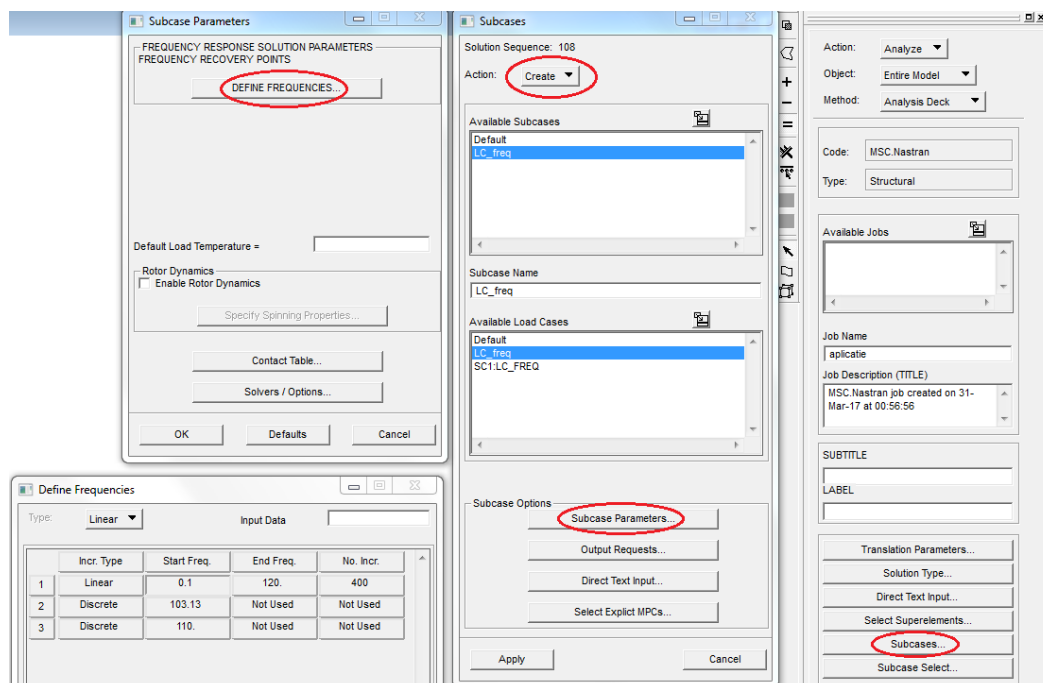 Subcase Parameters
FREQUENCY RESPONSE SOLUTION PARAMETERS
FREQUENCY RECOVERY POINTS
DEFINE FREQUENCIES...
Default Load Temperature =
Rotor Dynamics
Enable Rotor Dynamics
Specify Spinning Properties...
Contact Table...
Solvers / Options...
OK Defaults Cancel
Define Frequencies
Type: Linear Input Data
Incr. Type Start Freq. End Freq. No. Incr.
1 Linear 0.1 120. 400
2 Discrete 103.13 Not Used Not Used
3 Discrete 110. Not Used Not Used
Subcases
Solution Sequence: 108
Action: Create
Available Subcases
Default
LC_freq
Subcase Name
LC_freq
Available Load Cases
Default
LC_freq
SC1:LC_FREQ
Subcase Options
Subcase Parameters...
Output Requests...
Direct Text Input...
Select Explict MPCs...
Apply Cancel
Action: Analyze
Object: Entire Model
Method: Analysis Deck
Code: MSC.Nastran
Type: Structural
Available Jobs
Job Name
aplicatie
Job Description (TITLE)
MSC.Nastran job created on 31-
Mar-17 at 00:56:56
SUBTITLE
LABEL
Translation Parameters...
Solution Type...
Direct Text Input...
Select Superelements...
Subcases...
Subcase Select...